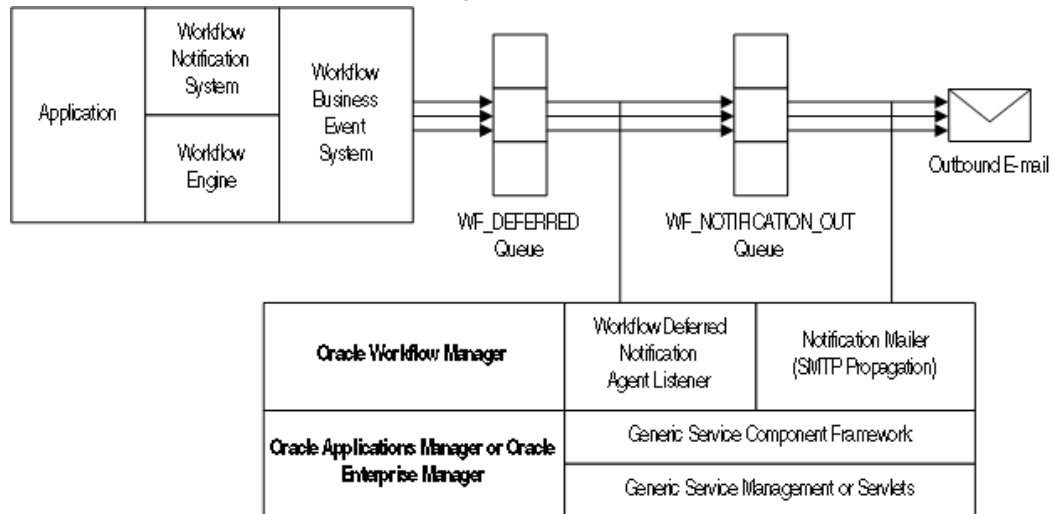 Application
Workflow
Notification
System
Workflow
Engine
Workflow
Business
Event
System
WF_DEFERRED
Queue
WF_NOTIFICATION_OUT
Queue
Outbound E-mail
Oracle Workflow Manager
Workflow Deferred
Notification
Agent Listener
Notification Mailer
(SMTP Propagation)
Oracle Applications Manager or Oracle
Enterprise Manager
Generic Service Component Framework
Generic Service Management or Servlets